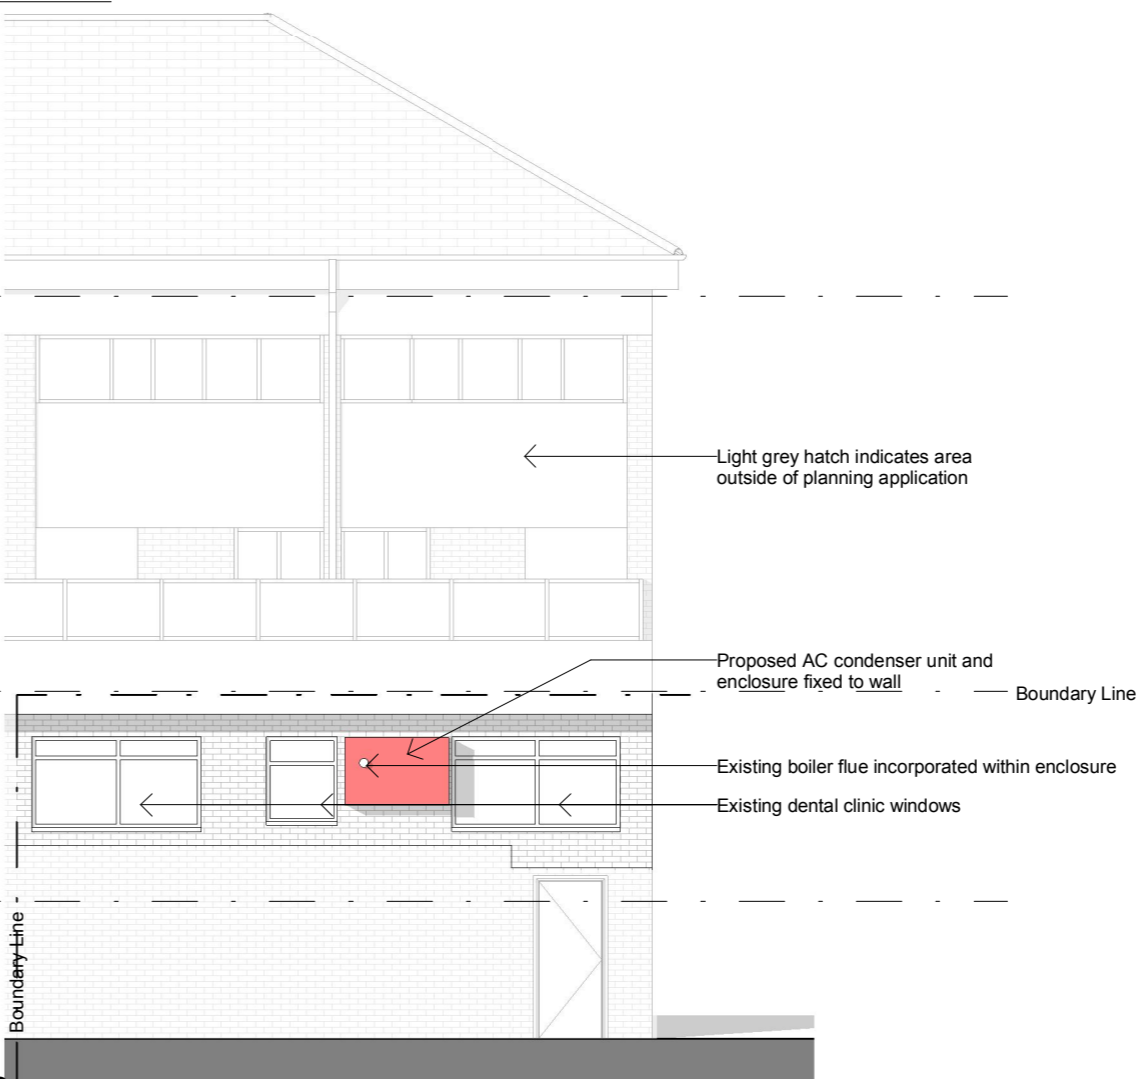 Light grey hatch indicates area
outside of planning application
Proposed AC condenser unit and
enclosure fixed to wall
Boundary Line
Existing boiler flue incorporated within enclosure
Existing dental clinic windows
Boundary Line